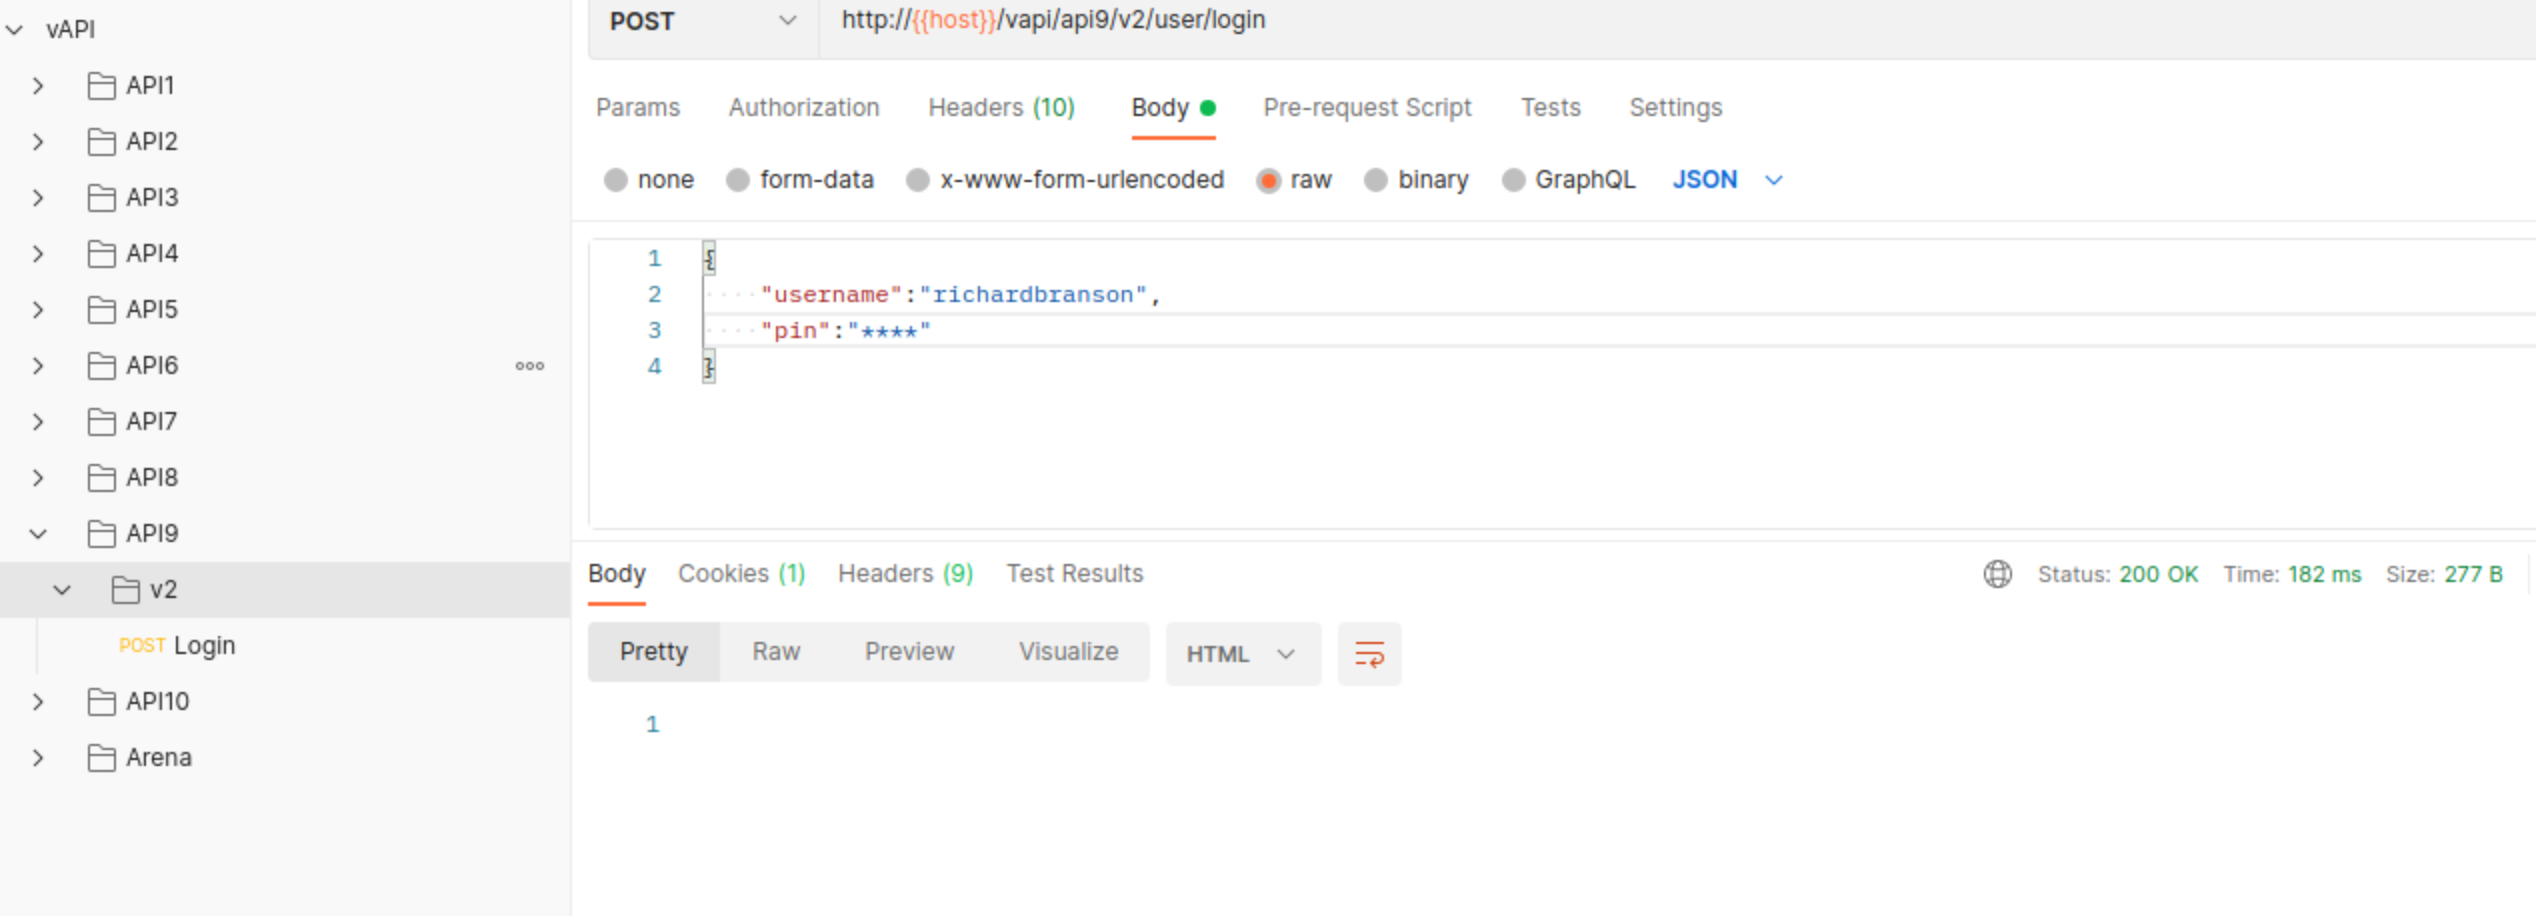 vAPI
API1
API2
API3
API4
API5
API6
API7
API8
API9
v2
POST Login
API10
Arena
POST http://{{host}}/vapi/api9/v2/user/login
Params Authorization Headers (10) Body Pre-request Script Tests Settings
none form-data x-www-form-urlencoded raw binary GraphQL JSON
1 {
2 "username":"richardbranson",
3 "pin":"****"
4 }
Body Cookies (1) Headers (9) Test Results Status: 200 OK Time: 182 ms Size: 277 B
Pretty Raw Preview Visualize HTML
1